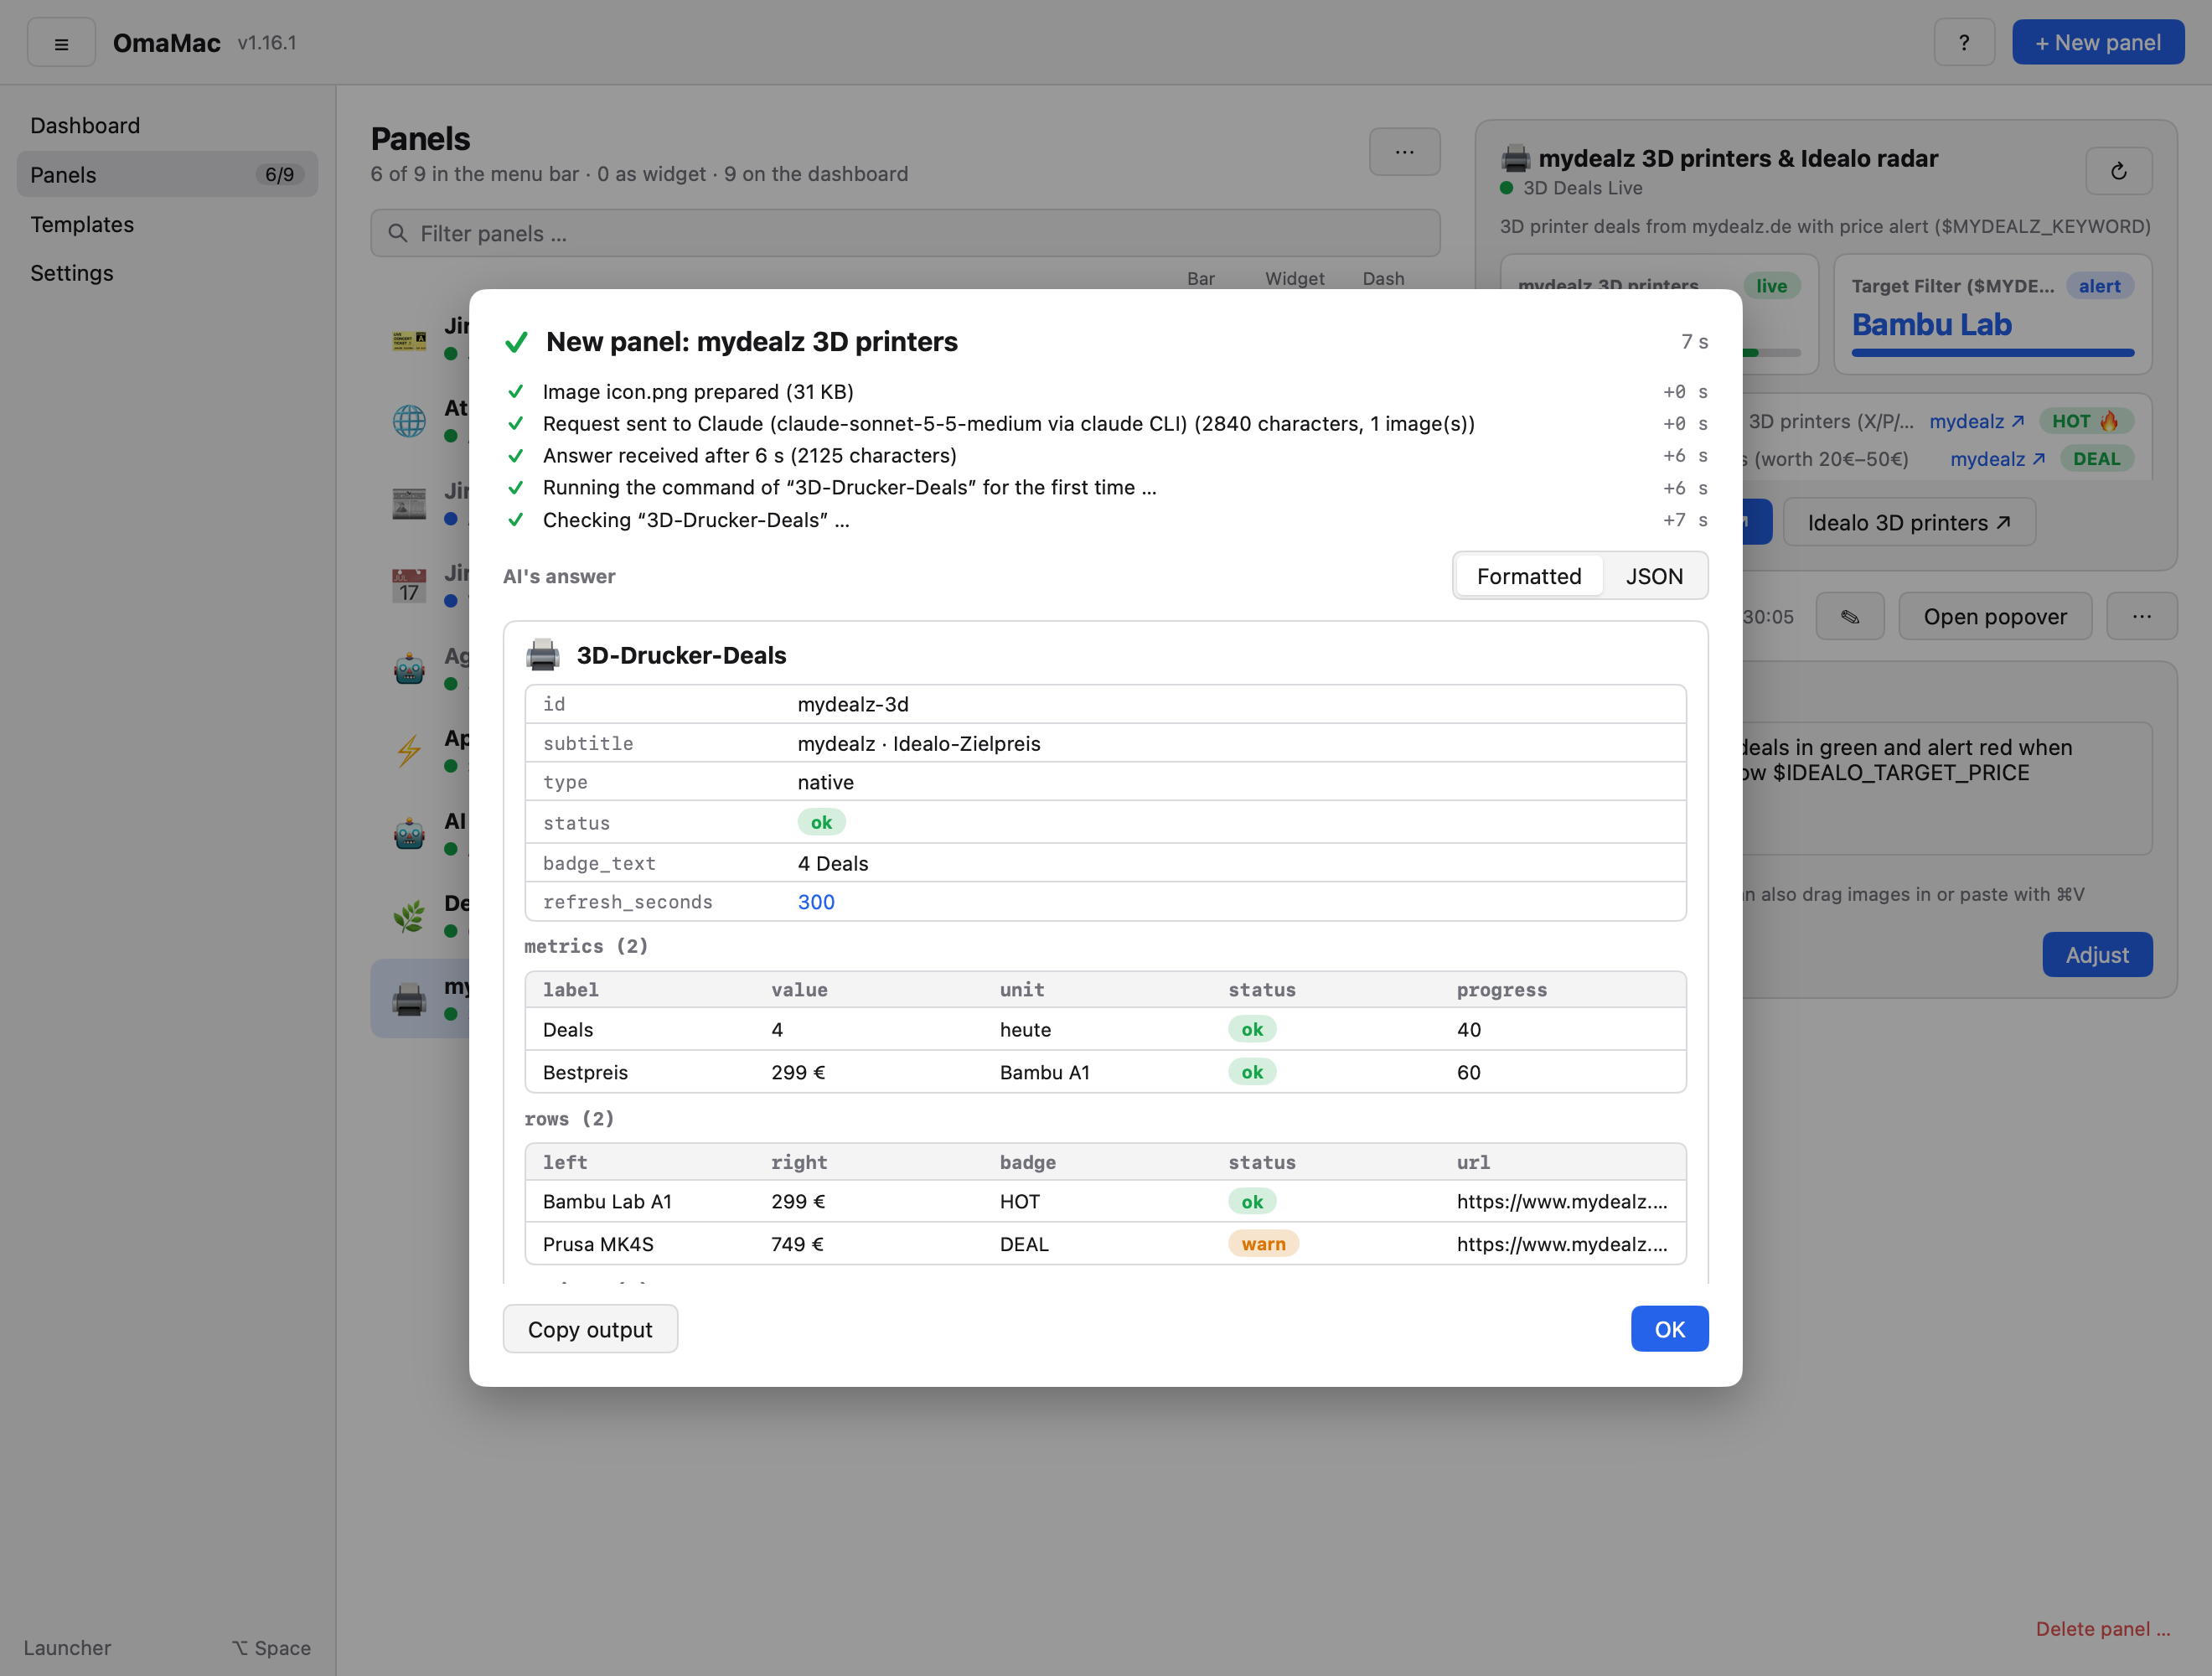 ≡ OmaMac v1.16.1 ? + New panel
Dashboard
Panels 6/9
Templates
Settings
Launcher ⌥ Space
Panels
6 of 9 in the menu bar · 0 as widget · 9 on the dashboard
...
Filter panels ...
Bar Widget Dash
mydealz 3D printers & Idealo radar
3D Deals Live
3D printer deals from mydealz.de with price alert ($MYDEALZ_KEYWORD)
mydealz 3D printers live
Target Filter ($MYDE... alert
Bambu Lab
3D printers (X/P/... mydealz ↗ HOT 🔥
(worth 20€–50€) mydealz ↗ DEAL
Idealo 3D printers ↗
30:05 Open popover ...
deals in green and alert red when
$IDEALO_TARGET_PRICE
also drag images in or paste with ⌘V
Adjust
Delete panel ...
New panel: mydealz 3D printers 7 s
Image icon.png prepared (31 KB) +0 s
Request sent to Claude (claude-sonnet-5-5-medium via claude CLI) (2840 characters, 1 image(s)) +0 s
Answer received after 6 s (2125 characters) +6 s
Running the command of “3D-Drucker-Deals” for the first time ... +6 s
Checking “3D-Drucker-Deals” ... +7 s
AI's answer Formatted JSON
3D-Drucker-Deals
id mydealz-3d
subtitle mydealz · Idealo-Zielpreis
type native
status ok
badge_text 4 Deals
refresh_seconds 300
metrics (2)
label value unit status progress
Deals 4 heute ok 40
Bestpreis 299 € Bambu A1 ok 60
rows (2)
left right badge status url
Bambu Lab A1 299 € HOT ok https://www.mydealz....
Prusa MK4S 749 € DEAL warn https://www.mydealz....
Copy output OK